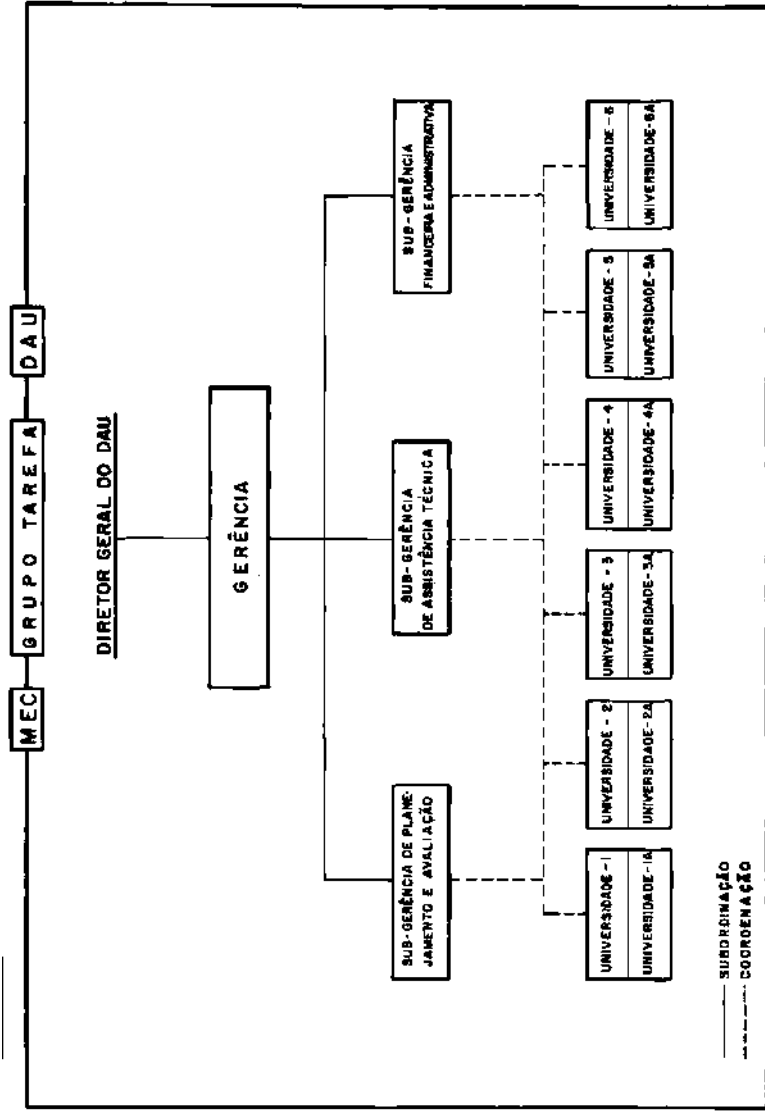 MEC GRUPO TAREFA DAU
DIRETOR GERAL DO DAU
GERÊNCIA
SUB-GERÊNCIA DE PLANE-
JAMENTO E AVALIAÇÃO
SUB-GERÊNCIA
DE ASSISTÊNCIA TÉCNICA
SUB-GERÊNCIA
FINANCEIRA E ADMINISTRATIVA
UNIVERSIDADE - 1
UNIVERSIDADE - 1A
UNIVERSIDADE - 2
UNIVERSIDADE - 2A
UNIVERSIDADE - 3
UNIVERSIDADE - 3A
UNIVERSIDADE - 4
UNIVERSIDADE - 4A
UNIVERSIDADE - 5
UNIVERSIDADE - 5A
UNIVERSIDADE - 6
UNIVERSIDADE - 6A
SUBORDINAÇÃO
COORDENAÇÃO